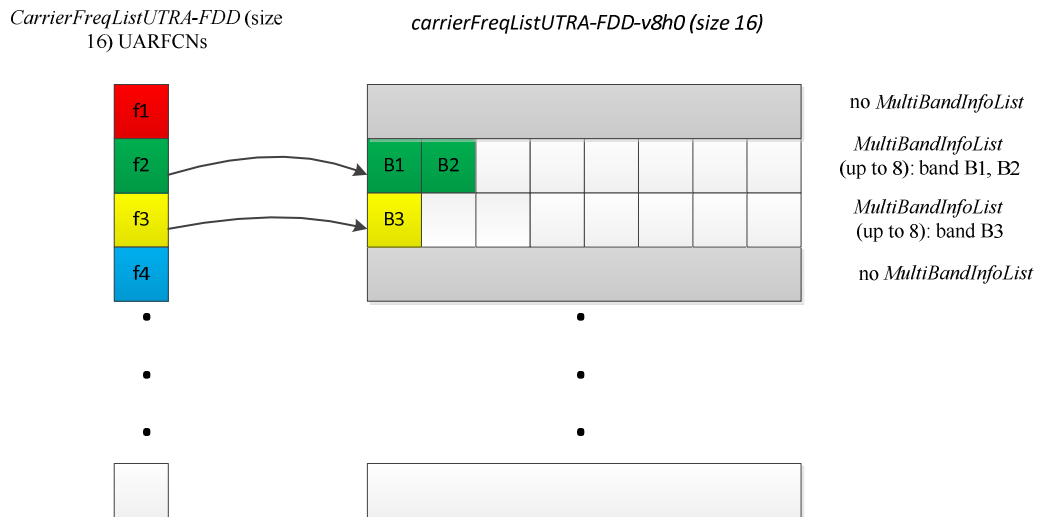 CarrierFreqListUTRA-FDD (size
16) UARFCNs
carrierFreqListUTRA-FDD-v8h0 (size 16)
f1
no MultiBandInfoList
f2
B1 B2
MultiBandInfoList
(up to 8): band B1, B2
f3
B3
MultiBandInfoList
(up to 8): band B3
f4
no MultiBandInfoList